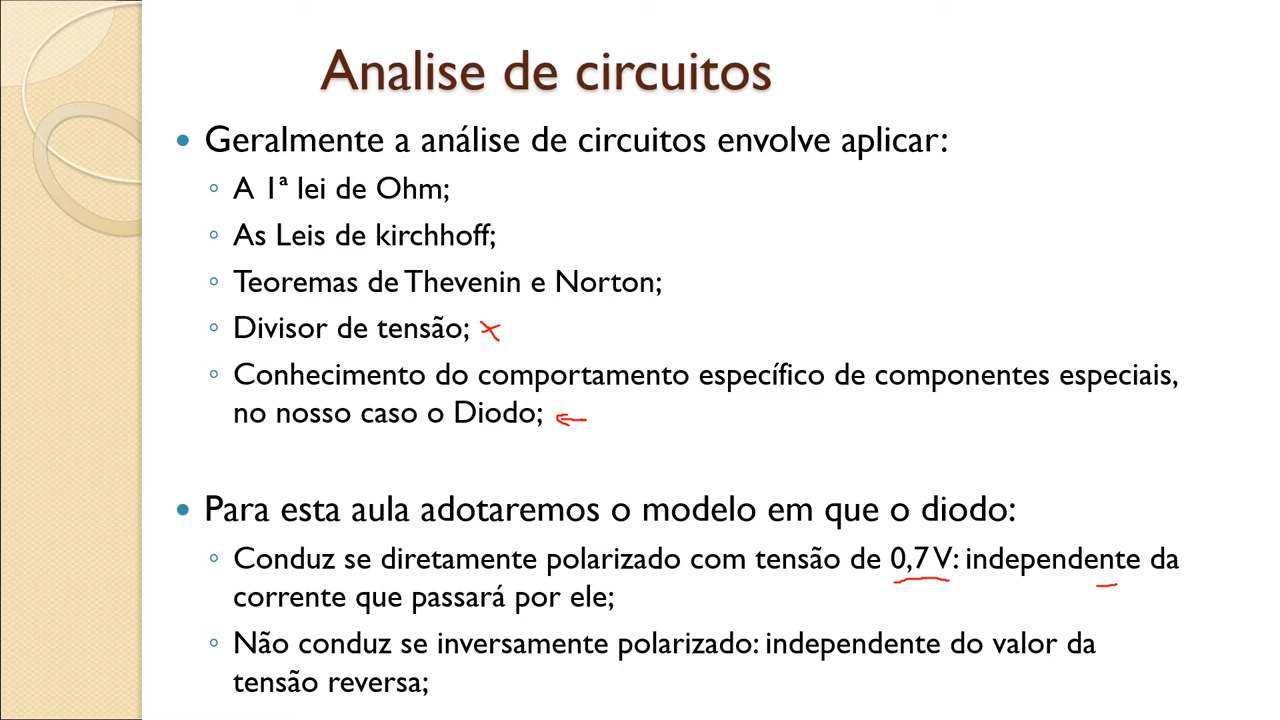 Analise de circuitos
Geralmente a análise de circuitos envolve aplicar:
A 1ª lei de Ohm;
As Leis de kirchhoff;
Teoremas de Thevenin e Norton;
Divisor de tensão;
Conhecimento do comportamento específico de componentes especiais,
no nosso caso o Diodo;
Para esta aula adotaremos o modelo em que o diodo:
Conduz se diretamente polarizado com tensão de 0,7 V: independente da
corrente que passará por ele;
Não conduz se inversamente polarizado: independente do valor da
tensão reversa;